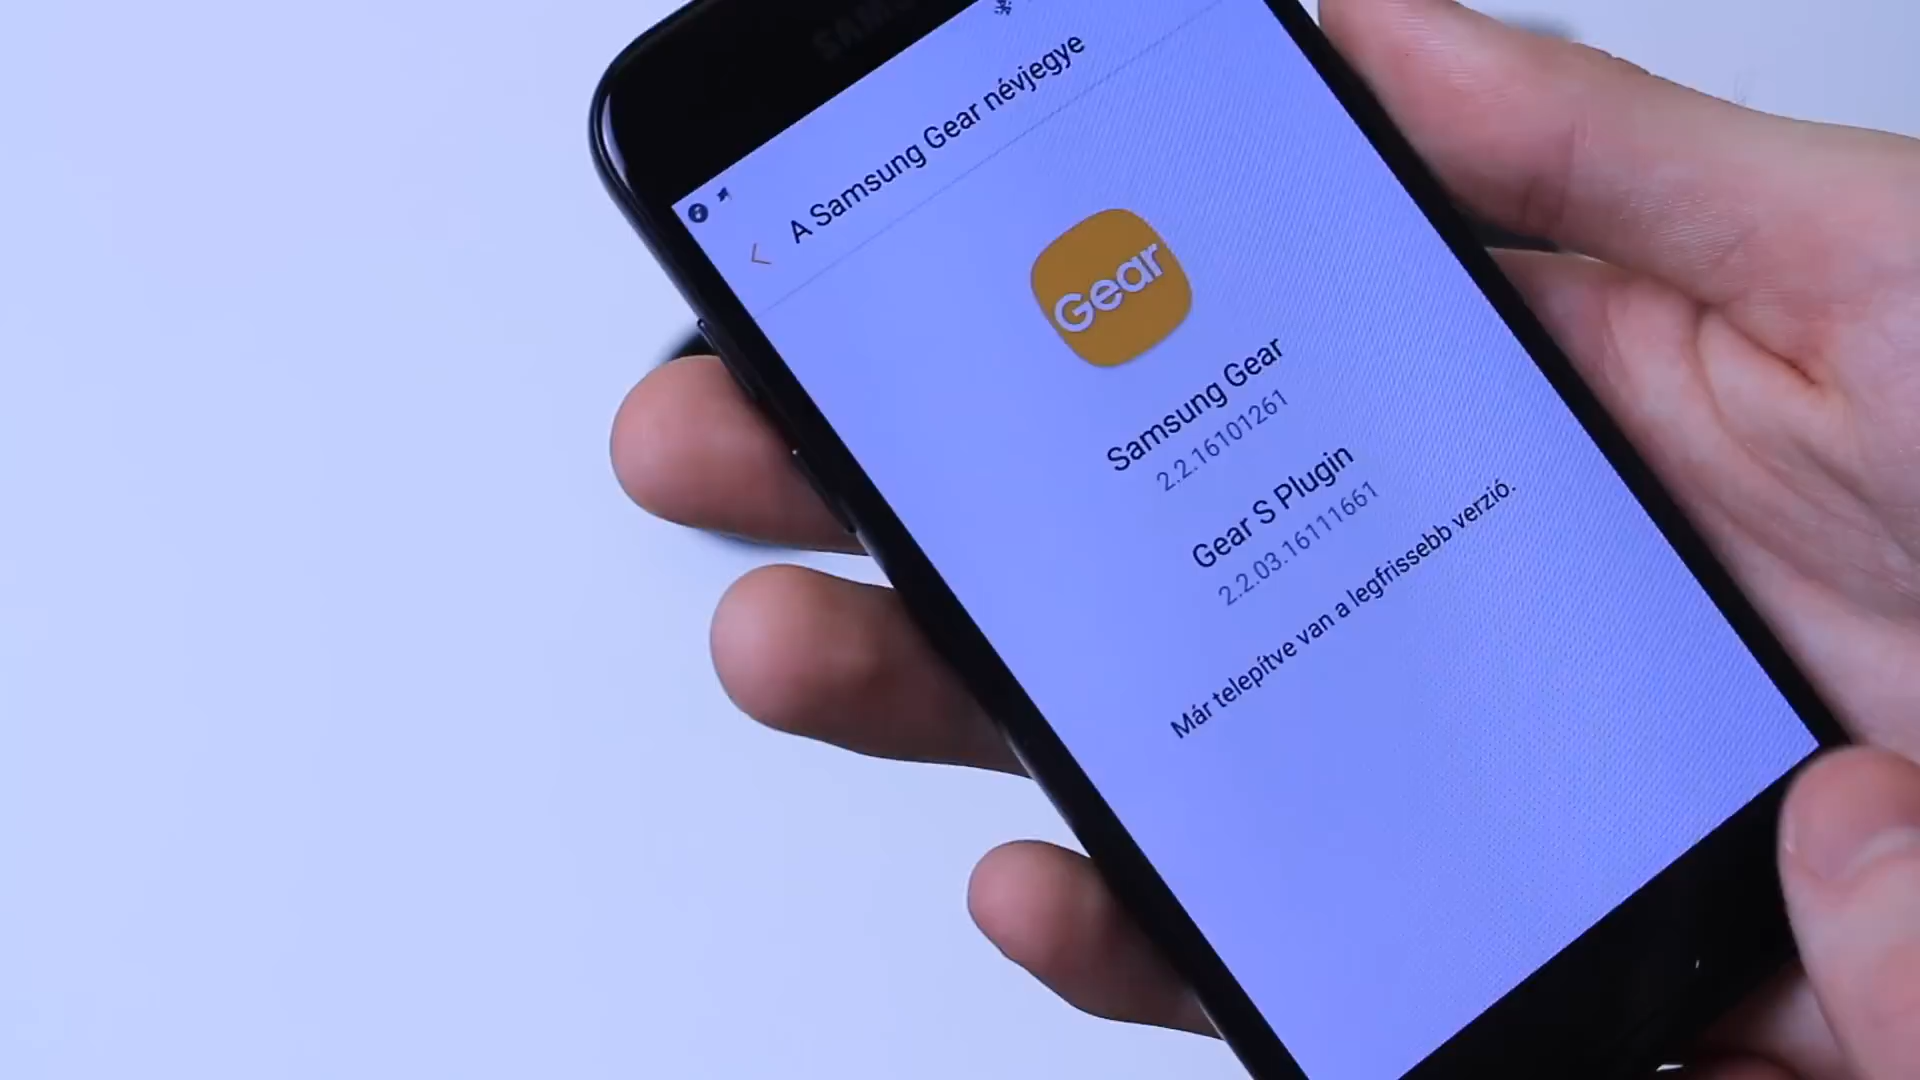 SAMSUNG
A Samsung Gear névjegye
Gear
Samsung Gear
2.2.16101261
Gear S Plugin
2.2.03.16111661
Már telepítve van a legfrissebb verzió.